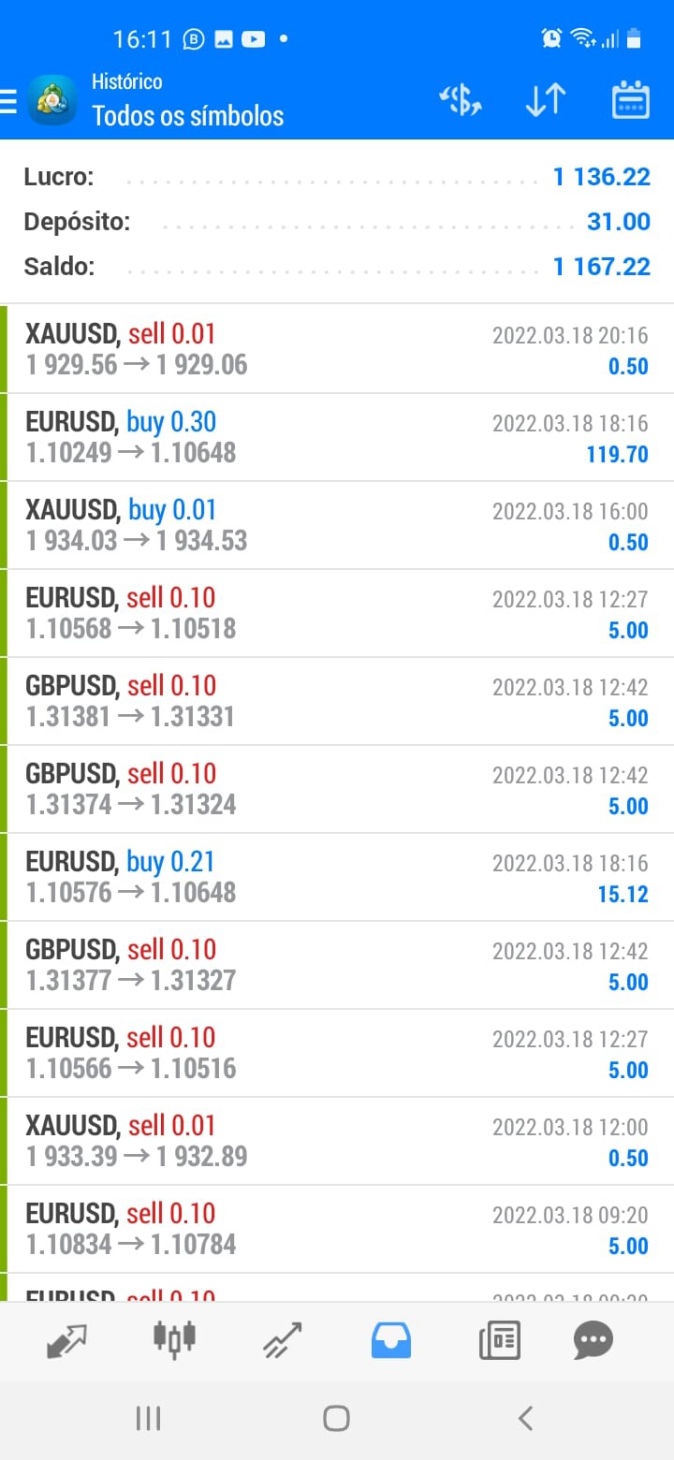 16:11
Histórico
Todos os símbolos
Lucro: 1 136.22
Depósito: 31.00
Saldo: 1 167.22
XAUUSD, sell 0.01 2022.03.18 20:16
1 929.56 → 1 929.06 0.50
EURUSD, buy 0.30 2022.03.18 18:16
1.10249 → 1.10648 119.70
XAUUSD, buy 0.01 2022.03.18 16:00
1 934.03 → 1 934.53 0.50
EURUSD, sell 0.10 2022.03.18 12:27
1.10568 → 1.10518 5.00
GBPUSD, sell 0.10 2022.03.18 12:42
1.31381 → 1.31331 5.00
GBPUSD, sell 0.10 2022.03.18 12:42
1.31374 → 1.31324 5.00
EURUSD, buy 0.21 2022.03.18 18:16
1.10576 → 1.10648 15.12
GBPUSD, sell 0.10 2022.03.18 12:42
1.31377 → 1.31327 5.00
EURUSD, sell 0.10 2022.03.18 12:27
1.10566 → 1.10516 5.00
XAUUSD, sell 0.01 2022.03.18 12:00
1 933.39 → 1 932.89 0.50
EURUSD, sell 0.10 2022.03.18 09:20
1.10834 → 1.10784 5.00
EURUSD, sell 0.10